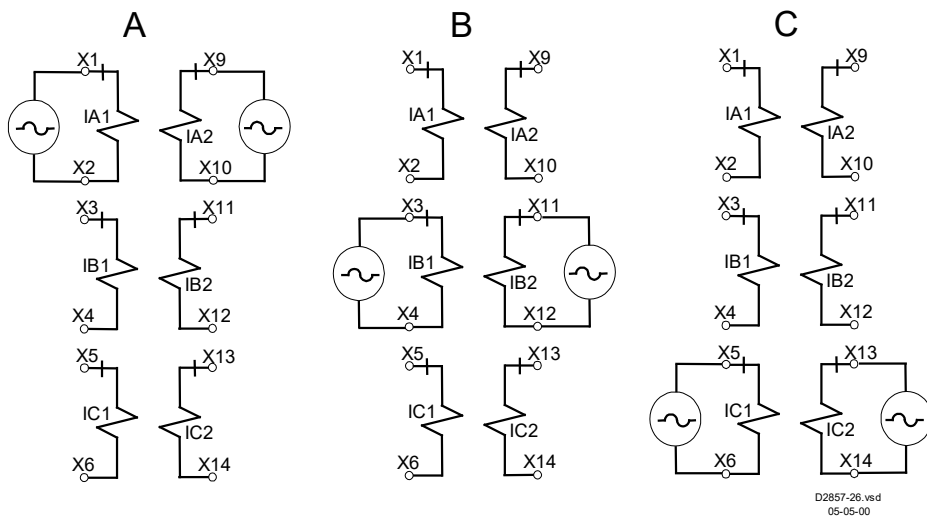 A
X1
X9
IA1
IA2
X2
X10
X3
X11
IB1
IB2
X4
X12
X5
X13
IC1
IC2
X6
X14
B
X1
X9
IA1
IA2
X2
X10
X3
X11
IB1
IB2
X4
X12
X5
X13
IC1
IC2
X6
X14
C
X1
X9
IA1
IA2
X2
X10
X3
X11
IB1
IB2
X4
X12
X5
X13
IC1
IC2
X6
X14
D2857-26.vsd
05-05-00